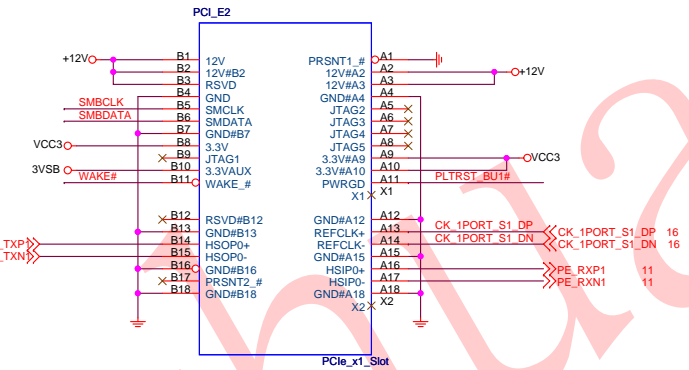 PCI_E2
+12V B1 12V PRSNT1_# A1
B2 12V#B2 12V#A2 A2 +12V
B3 RSVD 12V#A3 A3
B4 GND GND#A4 A4
SMBCLK B5 SMCLK JTAG2 A5
SMBDATA B6 SMDATA JTAG3 A6
B7 GND#B7 JTAG4 A7
VCC3 B8 3.3V JTAG5 A8
B9 JTAG1 3.3V#A9 A9 VCC3
3VSB B10 3.3VAUX 3.3V#A10 A10
WAKE# B11 WAKE_# PWRGD A11 PLTRST_BU1#
X1 X1
B12 RSVD#B12 GND#A12 A12
B13 GND#B13 REFCLK+ A13 CK_1PORT_S1_DP CK_1PORT_S1_DP 16
_TXP B14 HSOP0+ REFCLK- A14 CK_1PORT_S1_DN CK_1PORT_S1_DN 16
B15 HSOP0- GND#A15 A15
B16 GND#B16 HSIP0+ A16 PE_RXP1 11
B17 PRSNT2_# HSIP0- A17 PE_RXN1 11
B18 GND#B18 GND#A18 A18
X2 X2
PCIe_x1_Slot